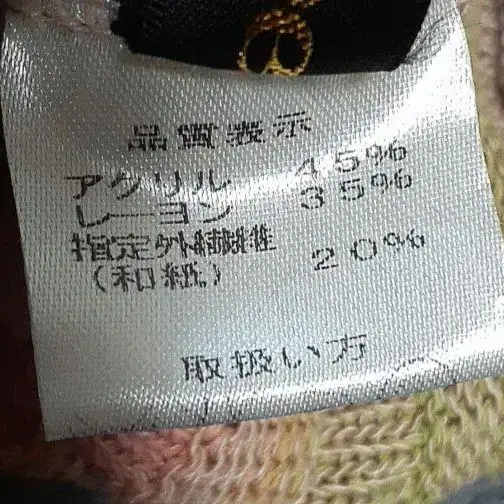 品質表示
アクリル 45%
レーヨン 35%
指定外繊維 20%
（和紙）
取扱い方